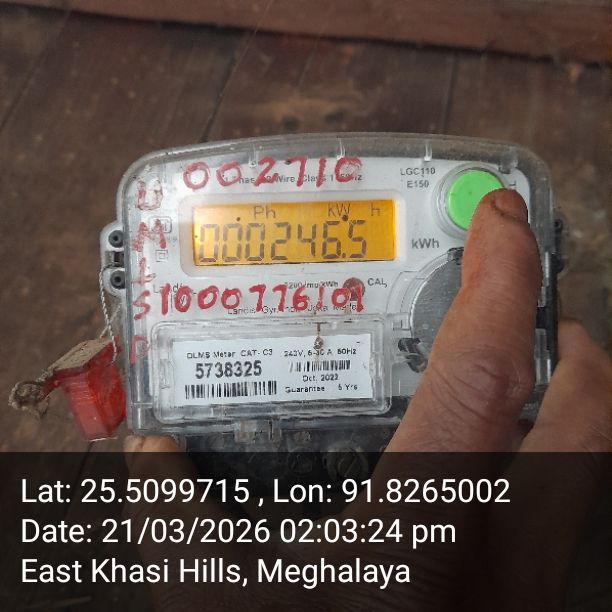 002710
LGC110
E150
Ph kW h
000246.5
kWh
CAL
1000776109
DLMS Meter CAT- C3
240V, 5-30 A, 50Hz
5738325
Oct. 2022
Guarantee 5 Yrs
Lat: 25.5099715 , Lon: 91.8265002
Date: 21/03/2026 02:03:24 pm
East Khasi Hills, Meghalaya